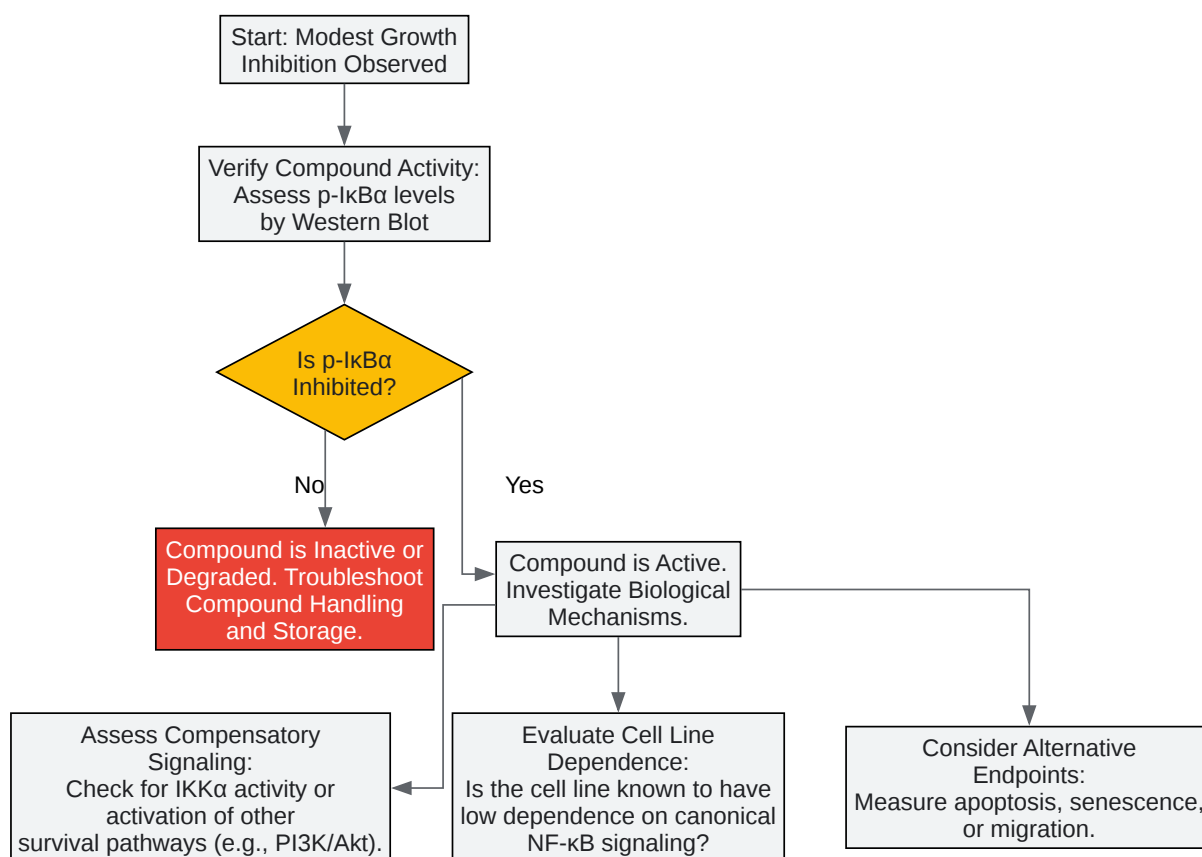 Start: Modest Growth
Inhibition Observed
Verify Compound Activity:
Assess p-IκBα levels
by Western Blot
Is p-IκBα
Inhibited?
No
Yes
Compound is Inactive or
Degraded. Troubleshoot
Compound Handling
and Storage.
Compound is Active.
Investigate Biological
Mechanisms.
Assess Compensatory
Signaling:
Check for IKKα activity or
activation of other
survival pathways (e.g., PI3K/Akt).
Evaluate Cell Line
Dependence:
Is the cell line known to have
low dependence on canonical
NF-κB signaling?
Consider Alternative
Endpoints:
Measure apoptosis, senescence,
or migration.